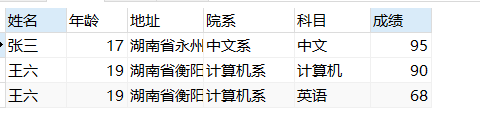 姓名 年龄 地址 院系 科目 成绩
张三 17 湖南省永州 中文系 中文 95
王六 19 湖南省衡阳 计算机系 计算机 90
王六 19 湖南省衡阳 计算机系 英语 68